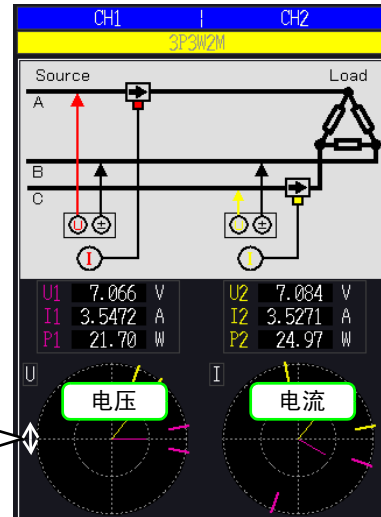 CH1 CH2
3P3W2M
Source Load
A
B
C
U ± ±
I I
U1 7.066 V U2 7.084 V
I1 3.5472 A I2 3.5271 A
P1 21.70 W P2 24.97 W
U I
电压 电流